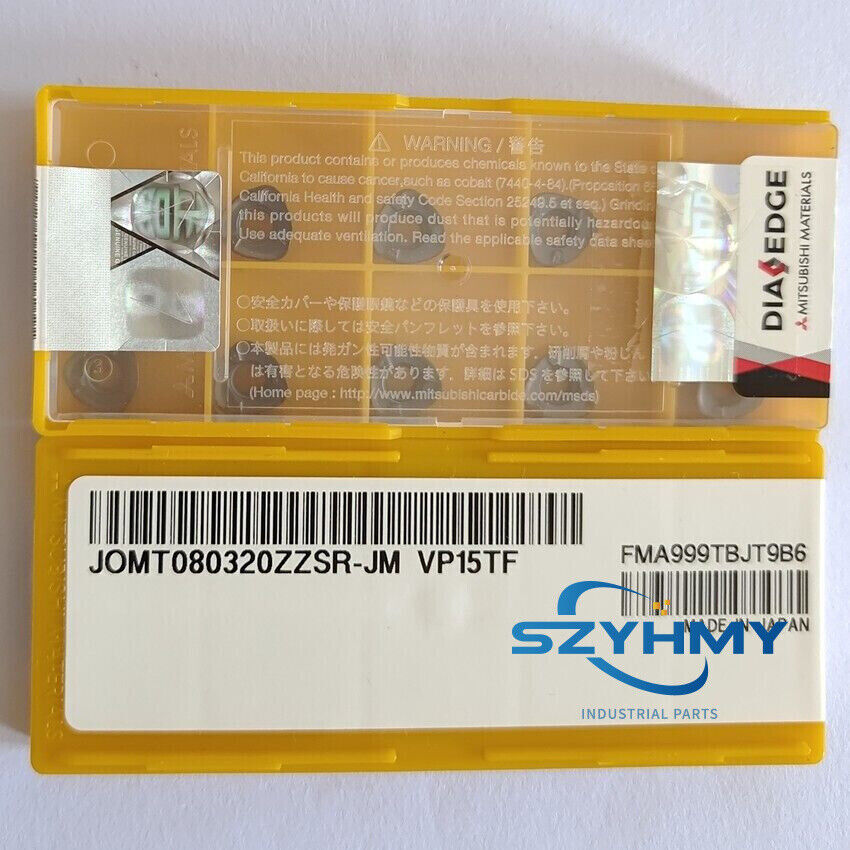 ⚠ WARNING / 警告
This product contains or produces chemicals known to the State
California to cause cancer,such as cobalt (7440-4-84).(Proposition
California Health and safety Code Section 25249.5 et seq.) Grindin
this products will produce dust that is potentially hazardou
Use adequate ventilation. Read the applicable safety data shee
○安全カバーや保護眼鏡などの保護具を使用下さい。
○取扱いに際しては安全パンフレットを参照下さい。
○本製品には発ガン性可能性物質が含まれます. 研削屑や粉じん
は有害となる危険性があります. 詳細は SDS を参照して下さい
(Home page : http://www.mitsubishicarbide.com/msds)
DIAEDGE
MITSUBISHI MATERIALS
JOMT080320ZZSR-JM VP15TF
FMA999TBJT9B6
MADE IN JAPAN
SZYHMY
INDUSTRIAL PARTS